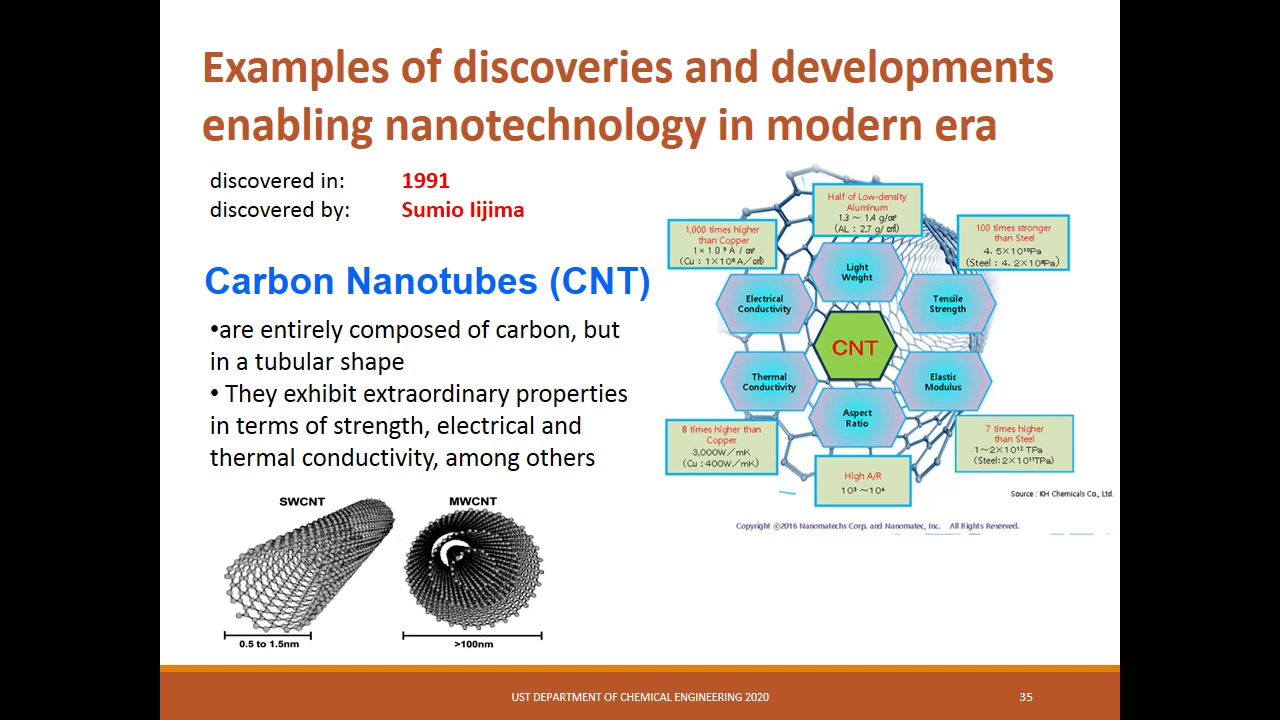 Examples of discoveries and developments
enabling nanotechnology in modern era
discovered in: 1991
discovered by: Sumio Iijima
Carbon Nanotubes (CNT)
•are entirely composed of carbon, but
in a tubular shape
• They exhibit extraordinary properties
in terms of strength, electrical and
thermal conductivity, among others
SWCNT
0.5 to 1.5nm
MWCNT
>100nm
Half of Low-density
Aluminum
1.3 ~ 1.4 g/㎤
(AL : 2.7 g/㎤)
1,000 times higher
than Copper
1×10⁹ A/㎠
(Cu : 1×10⁶ A/㎠)
100 times stronger
than Steel
4. 5×10¹⁰Pa
(Steel : 4. 2×10⁸Pa)
Light
Weight
Electrical
Conductivity
Tensile
Strength
CNT
Thermal
Conductivity
Elastic
Modulus
Aspect
Ratio
8 times higher than
Copper
3,000W/mK
(Cu : 400W/mK)
7 times higher
than Steel
1~2×10¹² TPa
(Steel: 2×10¹¹TPa)
High A/R
10³ ~10⁴
Source : KH Chemicals Co., Ltd.
Copyright ©2016 Nanomatechs Corp. and Nanomatec, Inc. All Rights Reserved.
UST DEPARTMENT OF CHEMICAL ENGINEERING 2020
35